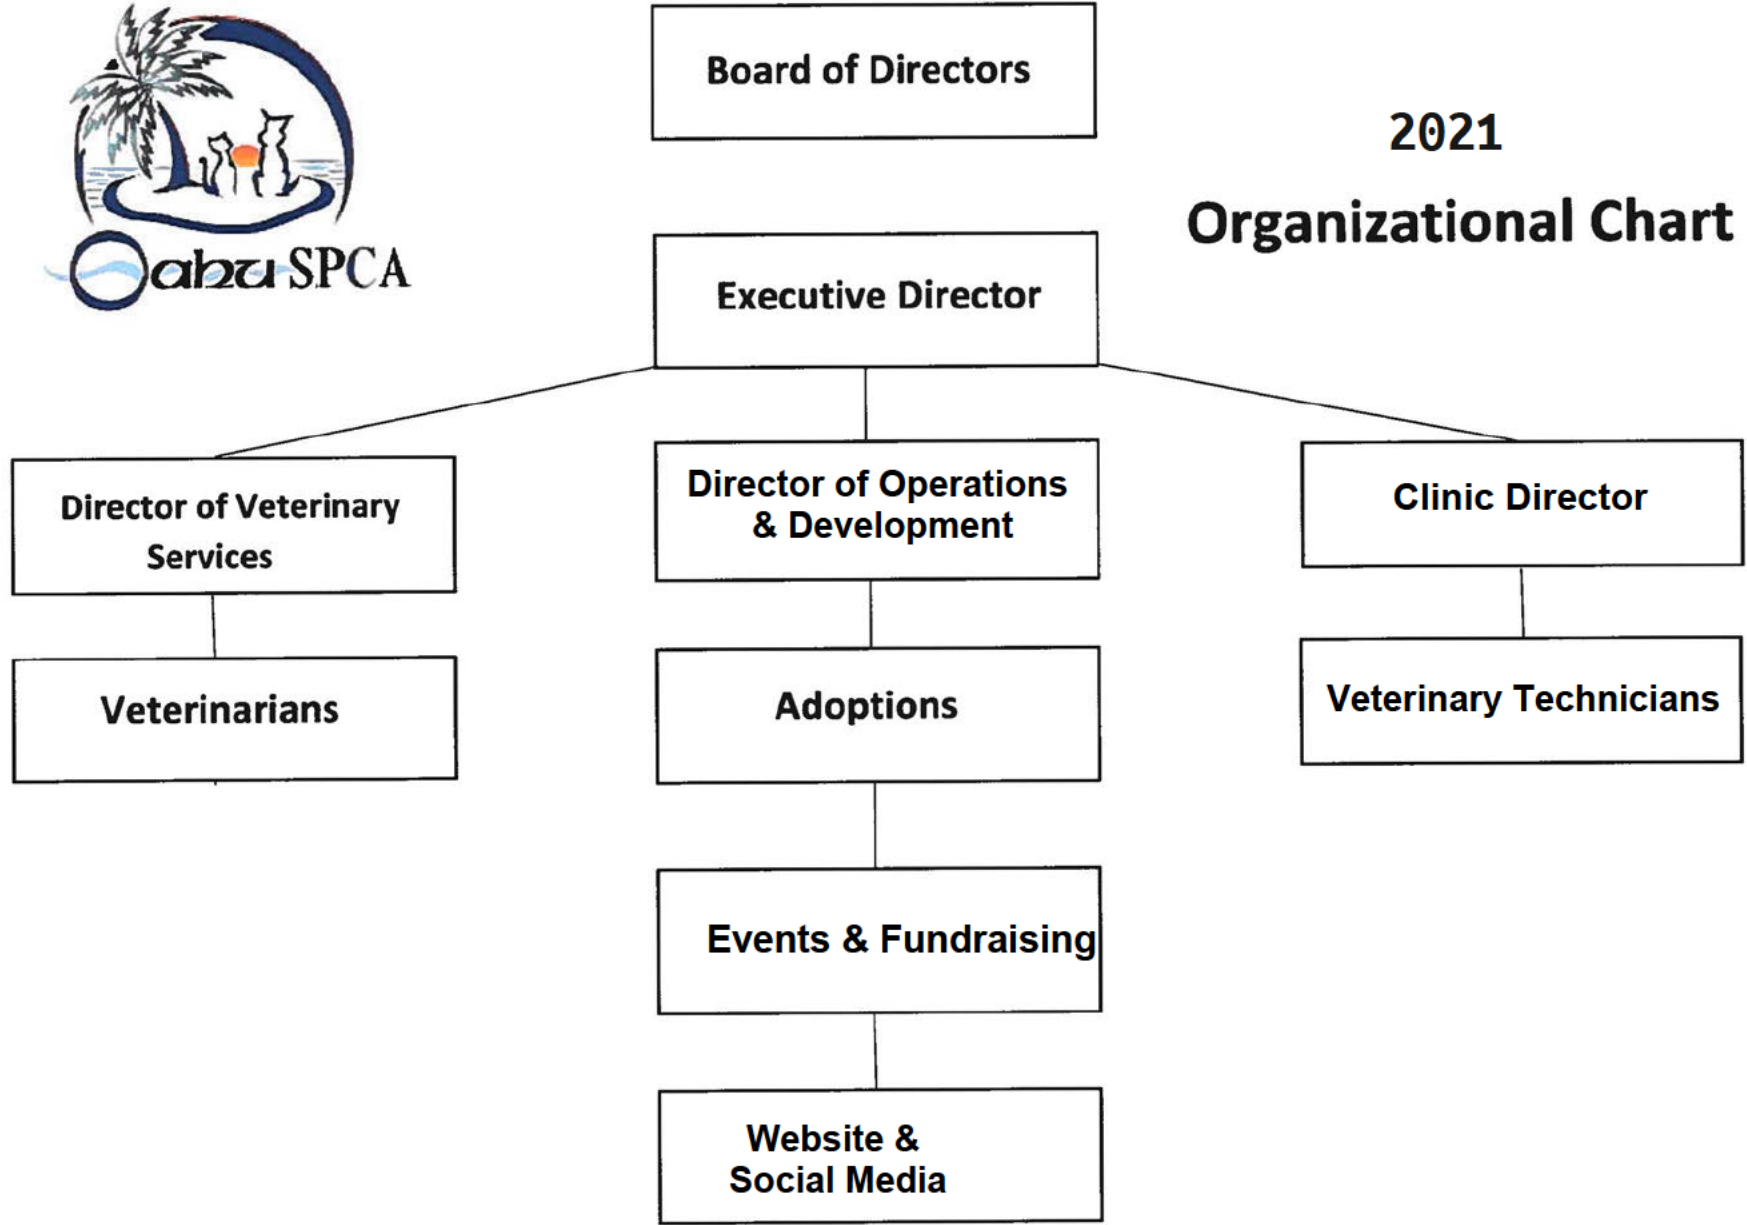 Board of Directors
2021
Organizational Chart
Oahu SPCA
Executive Director
Director of Veterinary
Services
Director of Operations
& Development
Clinic Director
Veterinarians
Adoptions
Veterinary Technicians
Events & Fundraising
Website &
Social Media